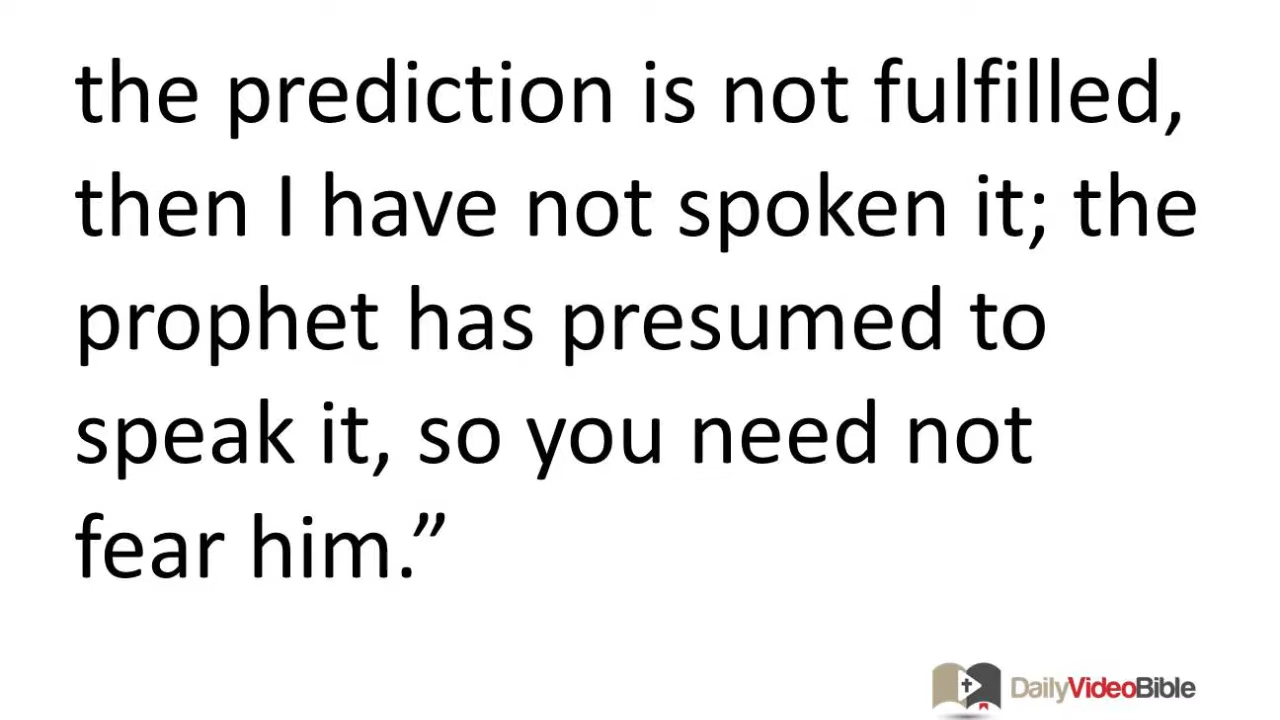 the prediction is not fulfilled,
then I have not spoken it; the
prophet has presumed to
speak it, so you need not
fear him.”
DailyVideoBible